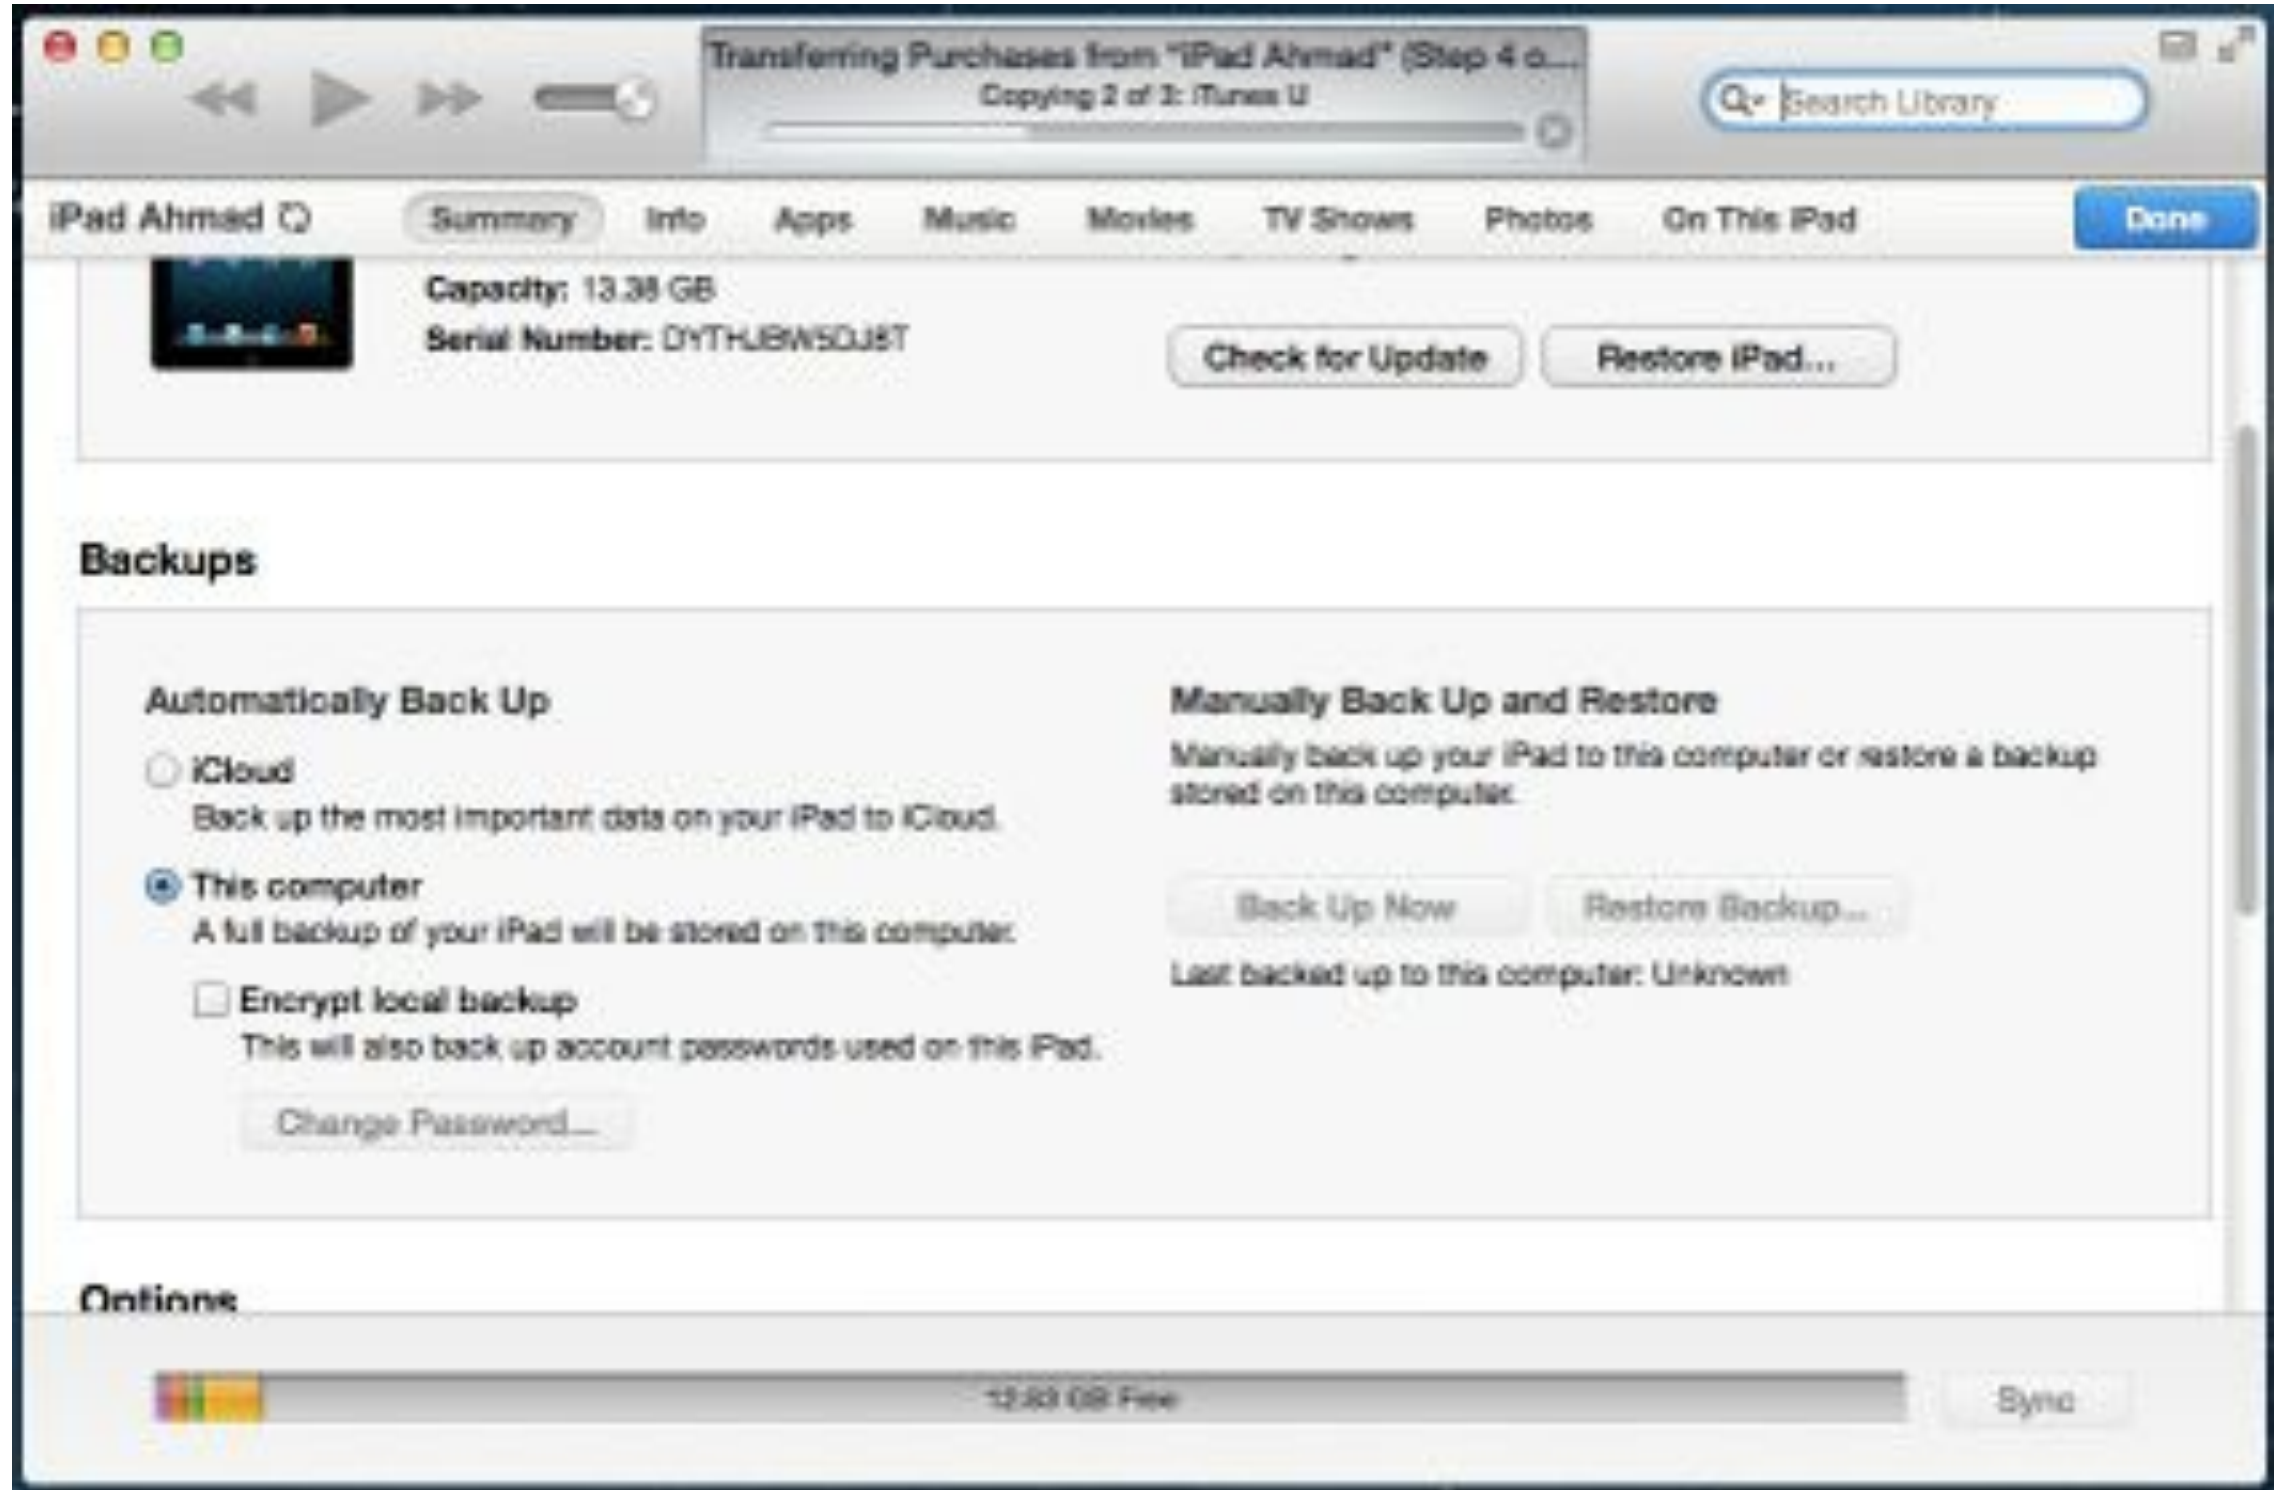 Transferring Purchases from "iPad Ahmad" (Step 4 o...
Copying 2 of 3: iTunes U
Search Library
iPad Ahmad Summary Info Apps Music Movies TV Shows Photos On This iPad Done
Capacity: 13.38 GB
Serial Number:
Check for Update Restore iPad...
Backups
Automatically Back Up
iCloud
Back up the most important data on your iPad to iCloud.
This computer
A full backup of your iPad will be stored on this computer.
Encrypt local backup
This will also back up account passwords used on this iPad.
Change Password...
Manually Back Up and Restore
Manually back up your iPad to this computer or restore a backup
stored on this computer.
Back Up Now Restore Backup...
Last backed up to this computer: Unknown
Options
12.83 GB Free
Sync